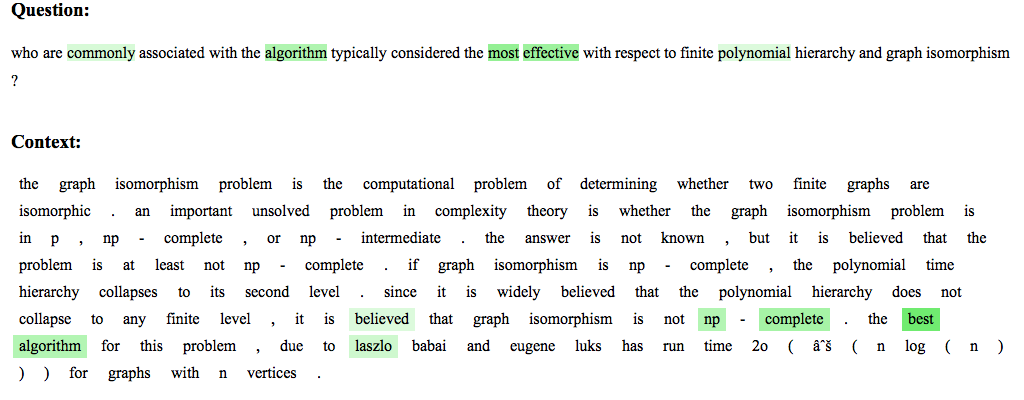 Question:
who are commonly associated with the algorithm typically considered the most effective with respect to finite polynomial hierarchy and graph isomorphism
?
Context:
the graph isomorphism problem is the computational problem of determining whether two finite graphs are
isomorphic . an important unsolved problem in complexity theory is whether the graph isomorphism problem is
in p , np - complete , or np - intermediate . the answer is not known , but it is believed that the
problem is at least not np - complete . if graph isomorphism is np - complete , the polynomial time
hierarchy collapses to its second level . since it is widely believed that the polynomial hierarchy does not
collapse to any finite level , it is believed that graph isomorphism is not np - complete . the best
algorithm for this problem , due to laszlo babai and eugene luks has run time 2o ( âˆš ( n log ( n )
) ) for graphs with n vertices .